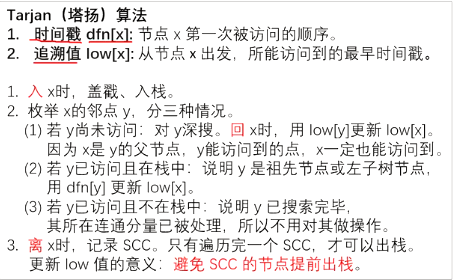 Tarjan（塔扬）算法
1. 时间戳 dfn[x]: 节点 x 第一次被访问的顺序。
2. 追溯值 low[x]: 从节点 x 出发，所能访问到的最早时间戳。
1. 入 x时，盖戳、入栈。
2. 枚举 x的邻点 y，分三种情况。
(1) 若 y尚未访问：对 y深搜。回 x时，用 low[y]更新 low[x]。
因为 x是 y的父节点，y能访问到的点，x一定也能访问到。
(2) 若 y已访问且在栈中：说明 y 是祖先节点或左子树节点，
用 dfn[y] 更新 low[x]。
(3) 若 y已访问且不在栈中：说明 y 已搜索完毕，
其所在连通分量已被处理，所以不用对其做操作。
3. 离 x时，记录 SCC。只有遍历完一个 SCC，才可以出栈。
更新 low 值的意义：避免 SCC 的节点提前出栈。